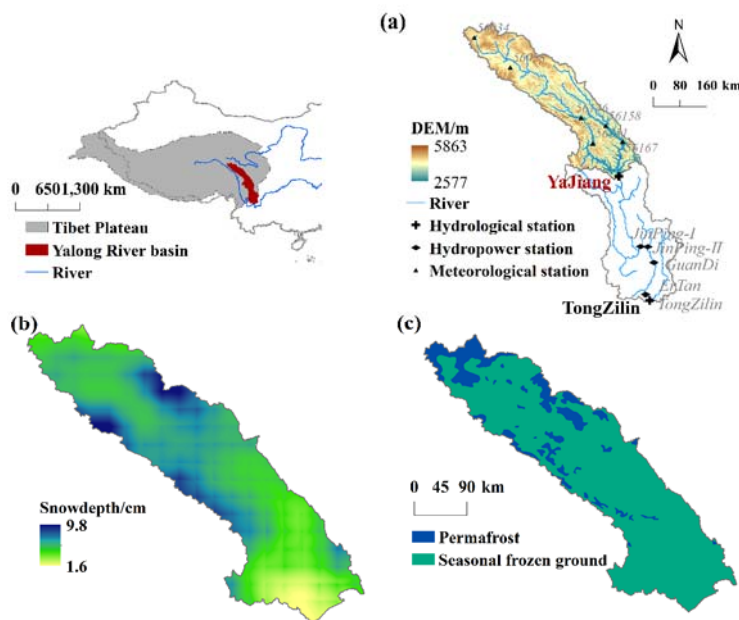 (a)
N
0 80 160 km
DEM/m
5863
2577
River
Hydrological station
Hydropower station
Meteorological station
56034
56158
YaJiang
JinPing-I
JinPing-II
GuanDi
ErTan
TongZilin
TongZilin
0 6501,300 km
Tibet Plateau
Yalong River basin
River
(b)
Snowdepth/cm
9.8
1.6
(c)
0 45 90 km
Permafrost
Seasonal frozen ground